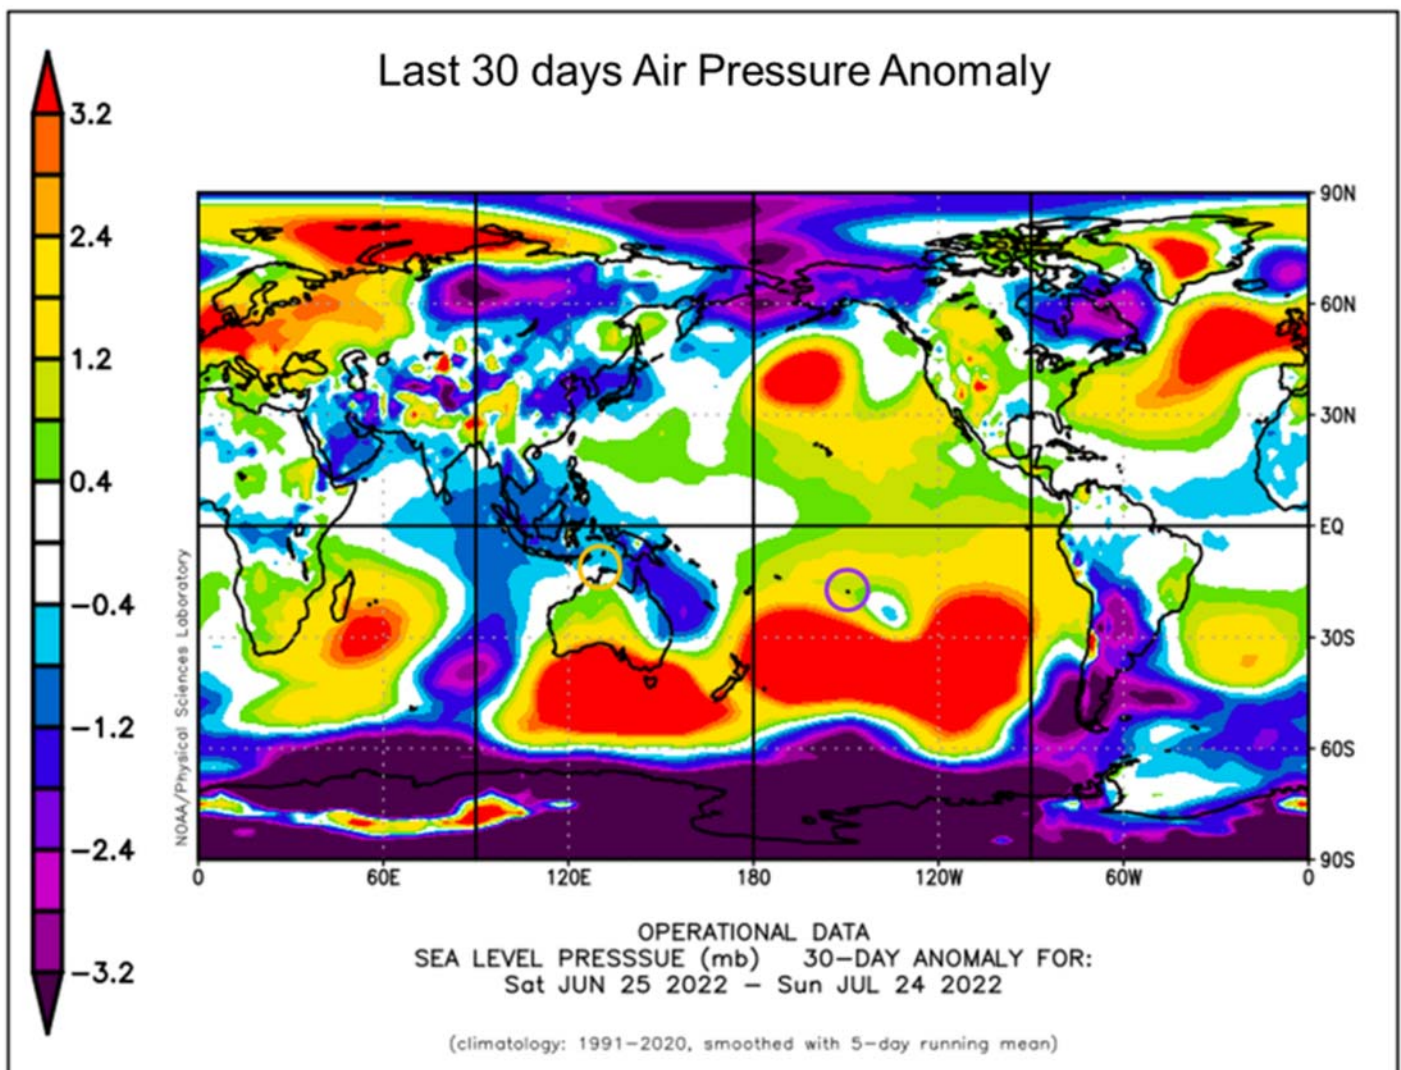 Last 30 days Air Pressure Anomaly
3.2
2.4
1.2
0.4
−0.4
−1.2
−2.4
−3.2
90N
60N
30N
EQ
30S
60S
90S
0 60E 120E 180 120W 60W 0
NOAA/Physical Sciences Laboratory
OPERATIONAL DATA
SEA LEVEL PRESSSUE (mb) 30−DAY ANOMALY FOR:
Sat JUN 25 2022 − Sun JUL 24 2022
(climatology: 1991−2020, smoothed with 5−day running mean)